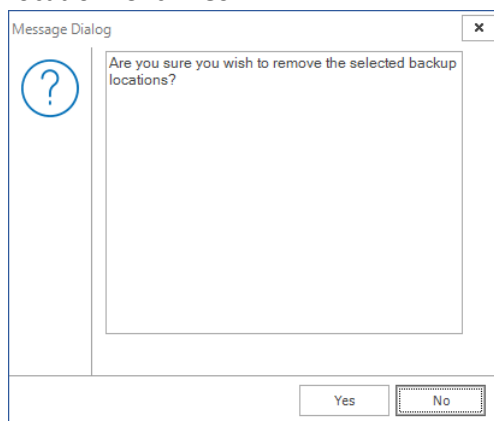 Message Dialog
Are you sure you wish to remove the selected backup
locations?
Yes
No